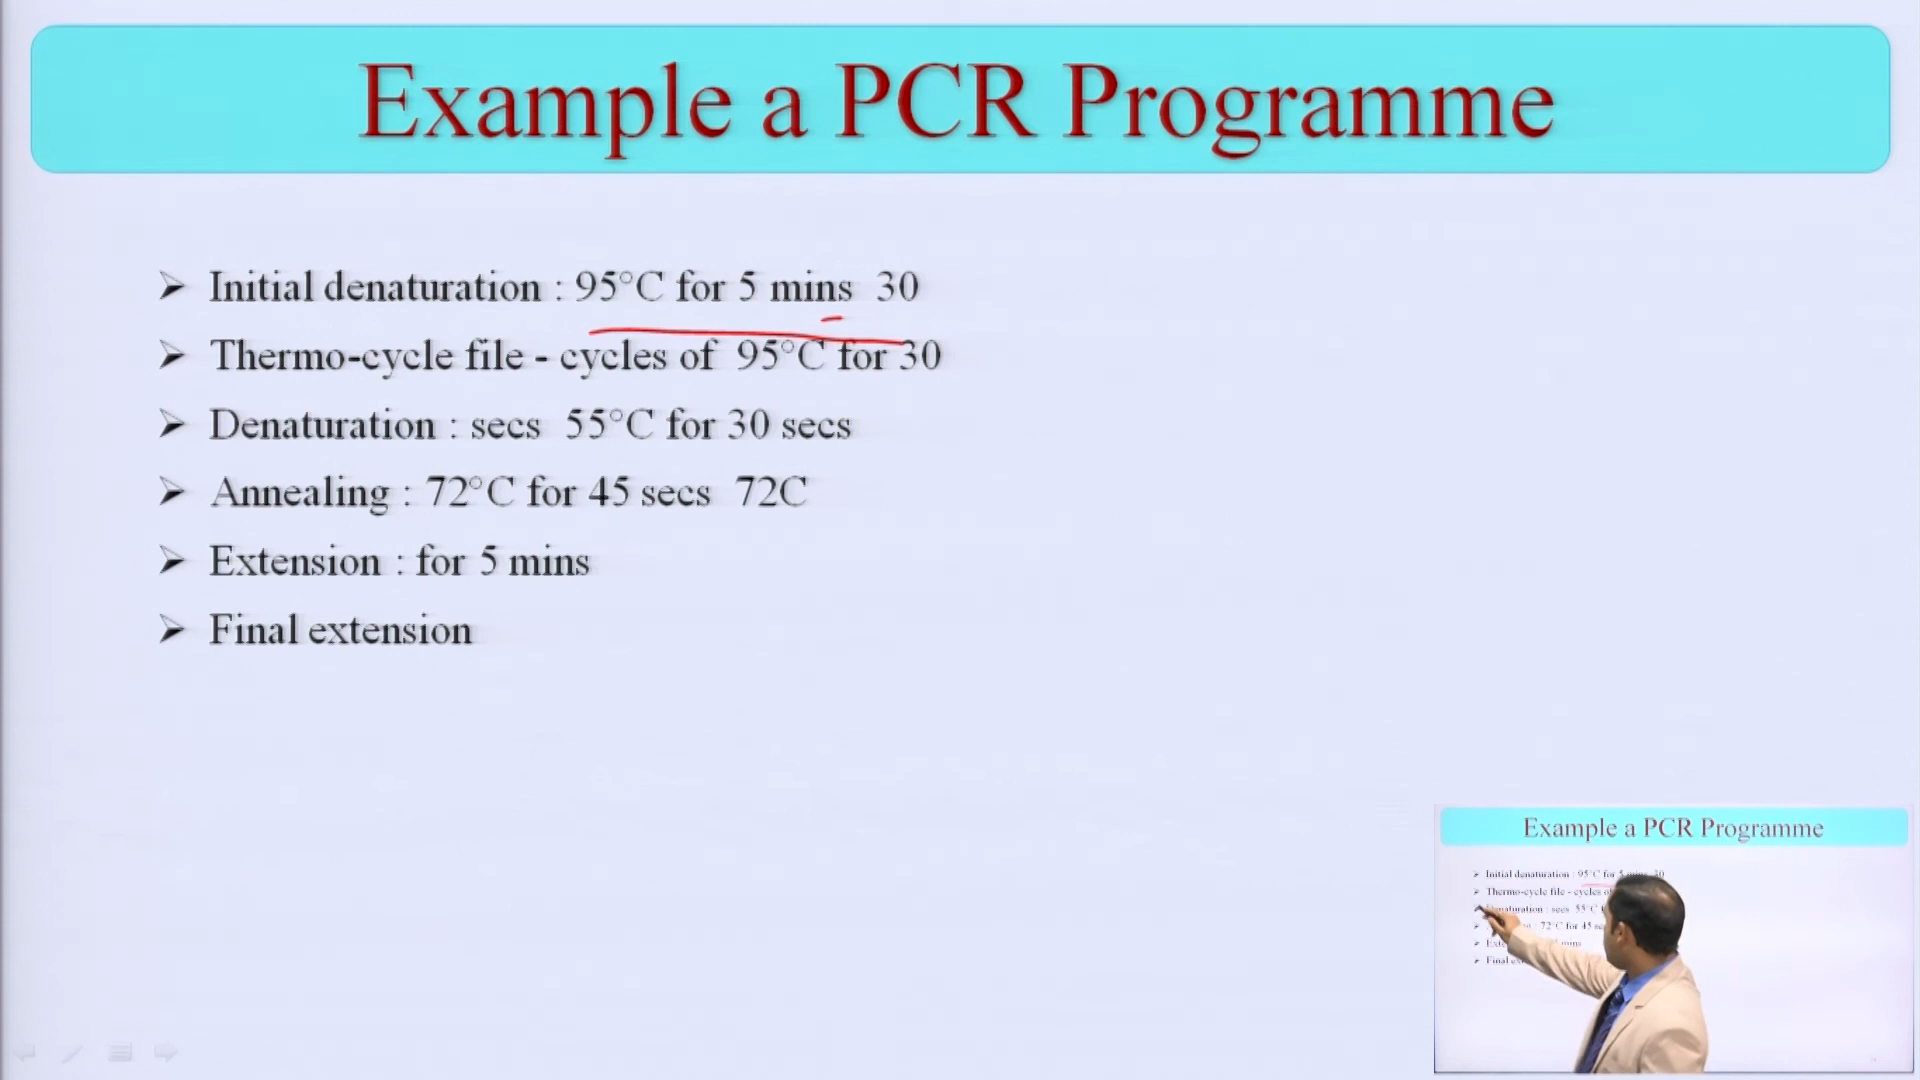 Example a PCR Programme
Initial denaturation : 95°C for 5 mins 30
Thermo-cycle file - cycles of 95°C for 30
Denaturation : secs 55°C for 30 secs
Annealing : 72°C for 45 secs 72C
Extension : for 5 mins
Final extension
Example a PCR Programme
Initial denaturation : 95°C for 5 mins 30
Thermo-cycle file - cycles of
Denaturation : secs 55°C
: 72°C for 45
mins
Final